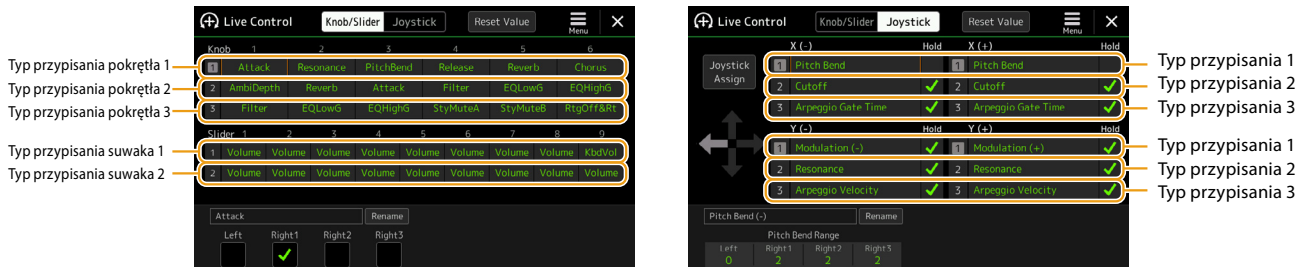 Live Control Knob/Slider Joystick Reset Value Menu
Knob 1 2 3 4 5 6
Typ przypisania pokrętła 1
1 Attack Resonance PitchBend Release Reverb Chorus
Typ przypisania pokrętła 2
2 AmbiDepth Reverb Attack Filter EQLowG EQHighG
Typ przypisania pokrętła 3
3 Filter EQLowG EQHighG StyMuteA StyMuteB RtgOff&Rt
Slider 1 2 3 4 5 6 7 8 9
Typ przypisania suwaka 1
1 Volume Volume Volume Volume Volume Volume Volume Volume KbdVol
Typ przypisania suwaka 2
2 Volume Volume Volume Volume Volume Volume Volume Volume Volume
Attack Rename
Left Right1 Right2 Right3
Live Control Knob/Slider Joystick Reset Value Menu
X (-) Hold X (+) Hold
Joystick
Assign
1 Pitch Bend 1 Pitch Bend
Typ przypisania 1
2 Cutoff 2 Cutoff
Typ przypisania 2
3 Arpeggio Gate Time 3 Arpeggio Gate Time
Typ przypisania 3
Y (-) Hold Y (+) Hold
1 Modulation (-) 1 Modulation (+)
Typ przypisania 1
2 Resonance 2 Resonance
Typ przypisania 2
3 Arpeggio Velocity 3 Arpeggio Velocity
Typ przypisania 3
Pitch Bend (-) Rename
Pitch Bend Range
Left Right1 Right2 Right3
0 2 2 2